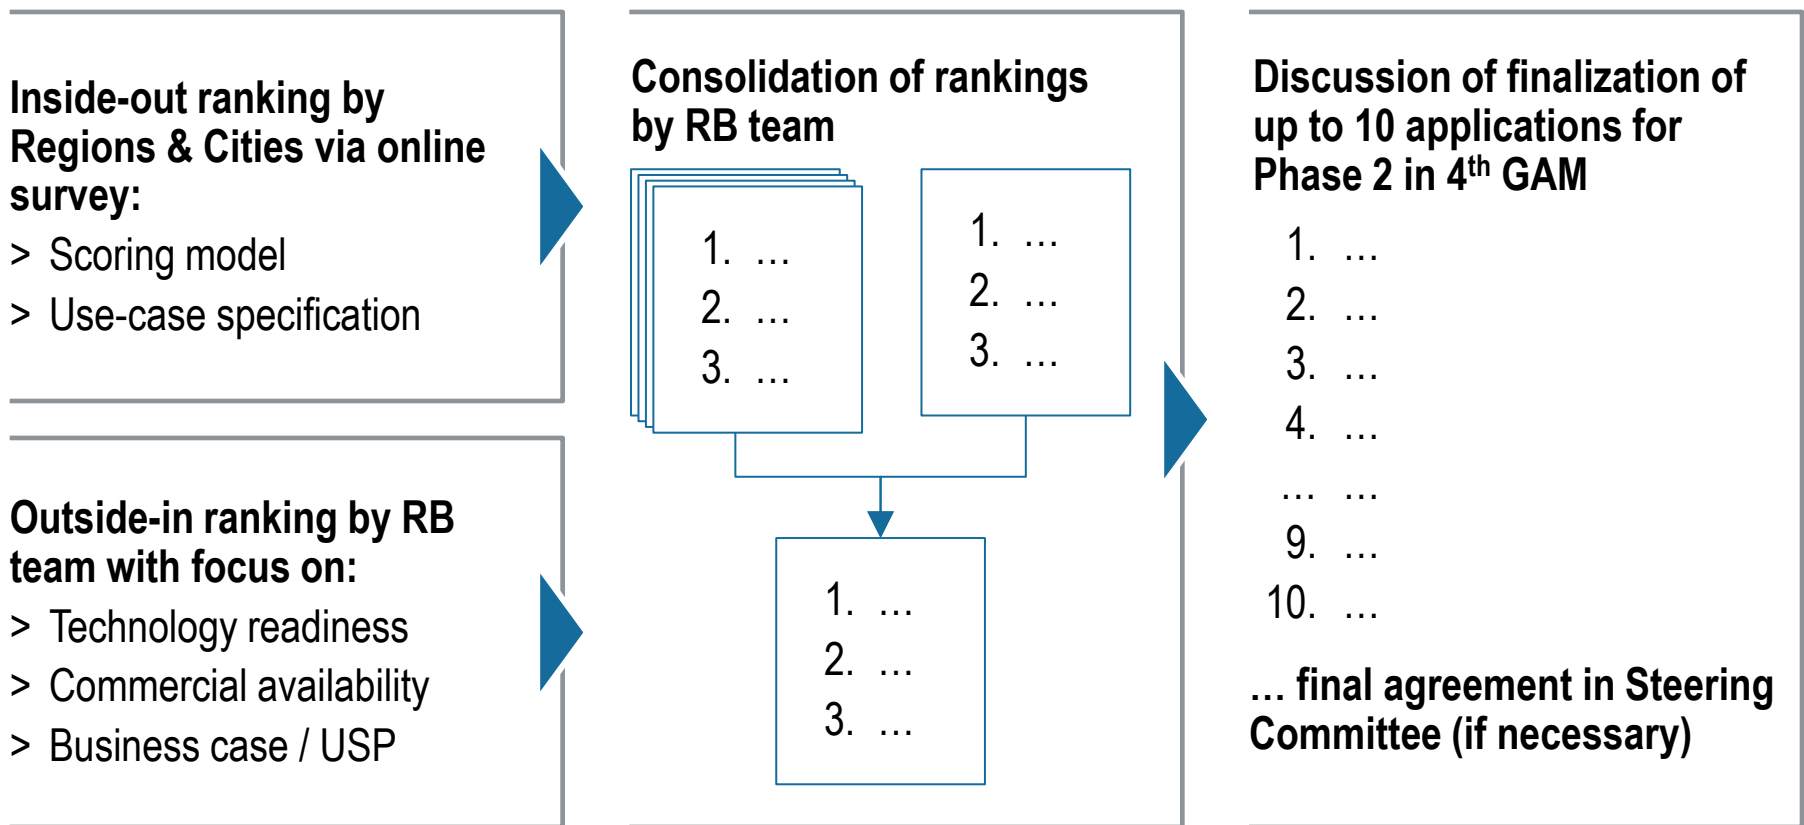 Inside-out ranking by
Regions & Cities via online
survey:
> Scoring model
> Use-case specification
Outside-in ranking by RB
team with focus on:
> Technology readiness
> Commercial availability
> Business case / USP
Consolidation of rankings
by RB team
1. …
2. …
3. …
1. …
2. …
3. …
1. …
2. …
3. …
Discussion of finalization of
up to 10 applications for
Phase 2 in 4th GAM
1. …
2. …
3. …
4. …
… …
9. …
10. …
… final agreement in Steering
Committee (if necessary)